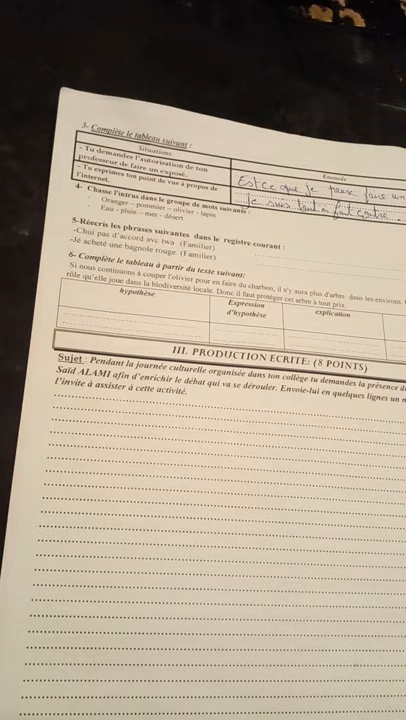 3- Complète le tableau suivant :
Situations
Enoncés
- Tu demandes l'autorisation de ton
professeur de faire un exposé.
Est ce que je peux faire un
- Tu exprimes ton point de vue à propos de
l'internet.
je suis tout
contre
4- Chasse l'intrus dans le groupe de mots suivants :
- Oranger – pommier – olivier - lapin
- Eau - pluie – mer - désert
5-Réecris les phrases suivantes dans le registre courant :
-Chui pas d'accord avc twa (Familier)
-Jé acheté une bagnole rouge. (Familier)
6- Complète le tableau à partir du texte suivant:
Si nous continuons à couper l'olivier pour en faire du charbon, il n'y aura plus d'arbre dans les environs.
rôle qu'elle joue dans la biodiversité locale. Donc il faut protéger cet arbre à tout prix.
hypothèse
Expression
d'hypothèse
explication
III. PRODUCTION ECRITE: (8 POINTS)
Sujet : Pendant la journée culturelle organisée dans ton collège tu demandes la présence
Said ALAMI afin d'enrichir le débat qui va se dérouler. Envoie-lui en quelques lignes un
l'invite à assister à cette activité.